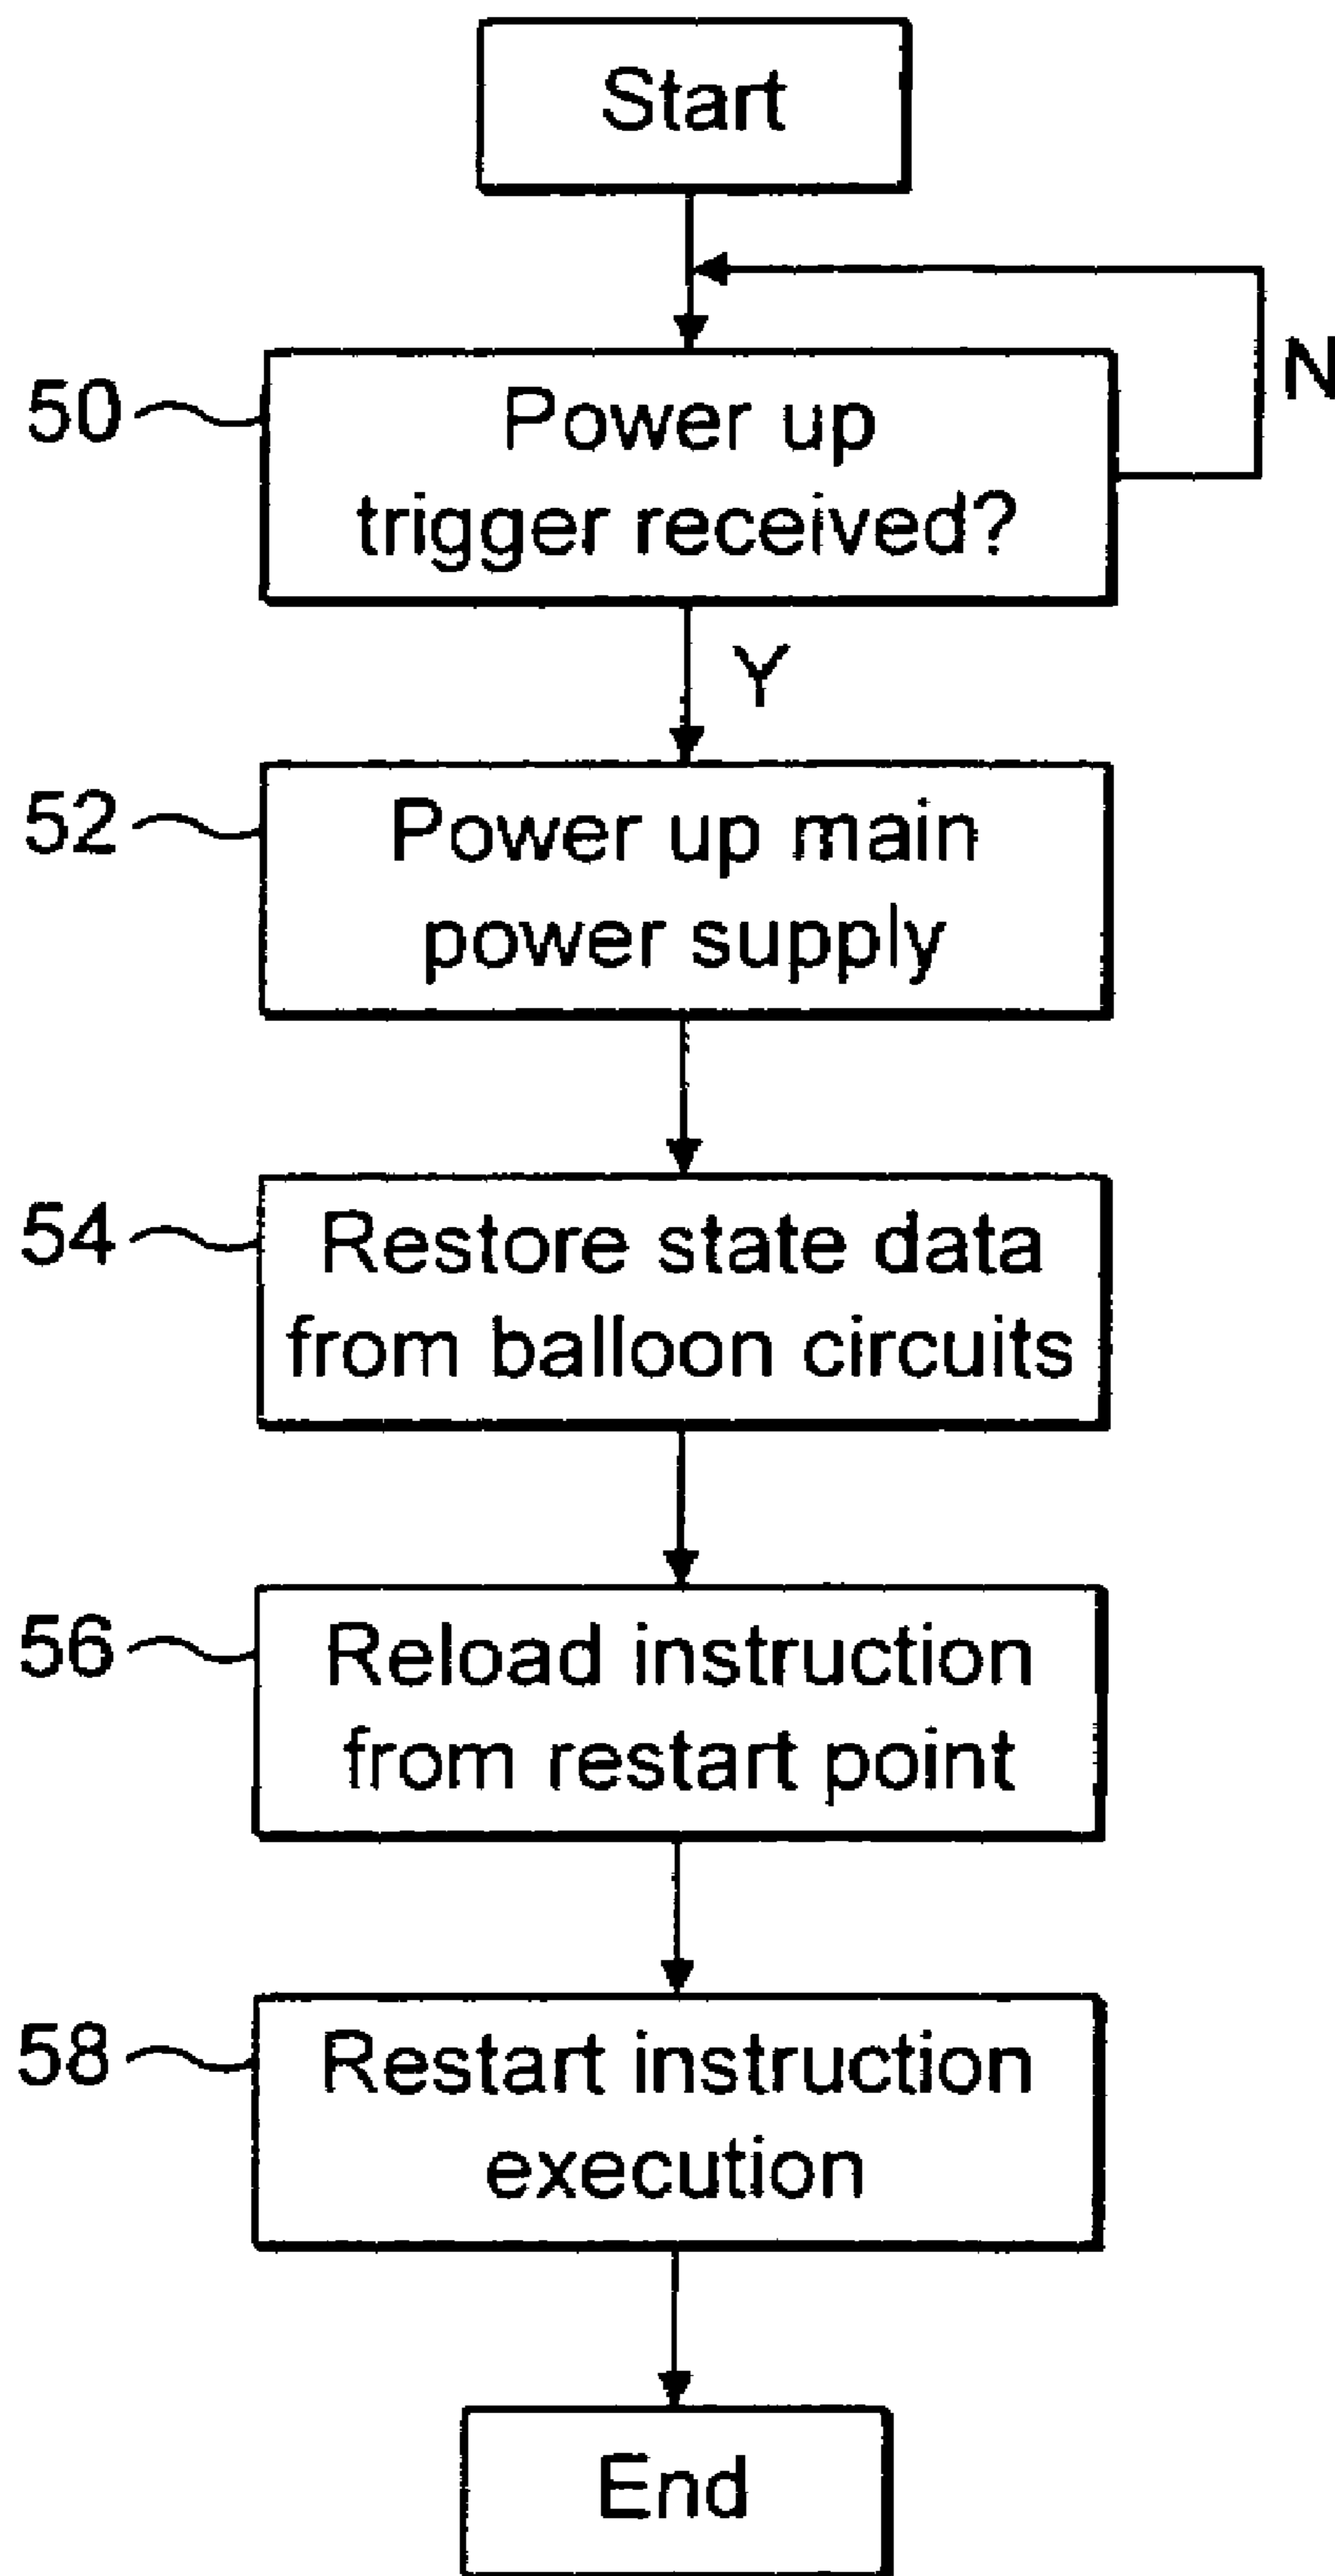 Start
N
50
Power up
trigger received?
Y
52
Power up main
power supply
54
Restore state data
from balloon circuits
56
Reload instruction
from restart point
58
Restart instruction
execution
End